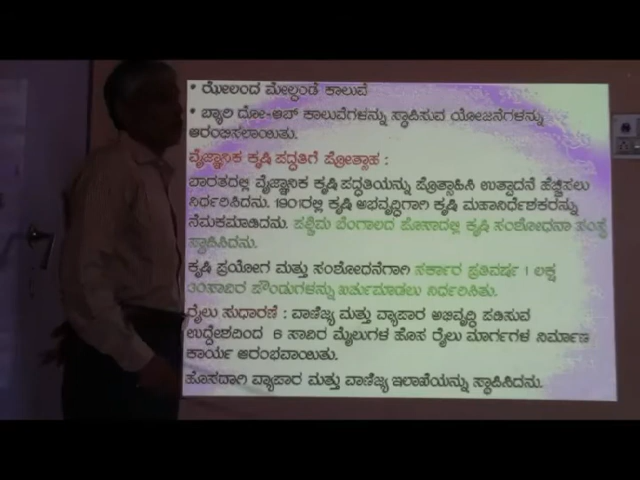 * ಝೇಲಂದ ಮೇಲ್ದಂಡೆ ಕಾಲುವೆ
* ಬ್ಯಾರಿ ದೋ-ಅಬ್ ಕಾಲುವೆಗಳನ್ನು ಸ್ಥಾಪಿಸುವ ಯೋಜನೆಗಳನ್ನು
ಆರಂಭಿಸಲಾಯಿತು.
ವೈಜ್ಞಾನಿಕ ಕೃಷಿ ಪದ್ಧತಿಗೆ ಪ್ರೋತ್ಸಾಹ :
ಭಾರತದಲ್ಲಿ ವೈಜ್ಞಾನಿಕ ಕೃಷಿ ಪದ್ಧತಿಯನ್ನು ಪ್ರೊತ್ಸಾಹಿಸಿ ಉತ್ಪಾದನೆ ಹೆಚ್ಚಿಸಲು
ನಿರ್ಧರಿಸಿದನು. 1901ರಲ್ಲಿ ಕೃಷಿ ಅಭಿವೃದ್ಧಿಗಾಗಿ ಕೃಷಿ ಮಹಾನಿರ್ದೇಶಕರನ್ನು
ನೆಮಕಮಾಡಿದನು. ಪಶ್ಚಿಮ ಬಂಗಾಲದ ಪೊಸಾದಲ್ಲಿ ಕೃಷಿ ಸಂಶೋಧನಾ ಸಂಸ್ಥೆ
ಸ್ಥಾಪಿಸಿದನು.
ಕೃಷಿ ಪ್ರಯೋಗ ಮತ್ತು ಸಂಶೋಧನೆಗಾಗಿ ಸರ್ಕಾರ ಪ್ರತಿವರ್ಷ 1 ಲಕ್ಷ
30ಸಾವಿರ ಪೌಂಡುಗಳನ್ನು ಖರ್ಚುಮಾಡಲು ನಿರ್ಧರಿಸಿತು.
ರೈಲು ಸುಧಾರಣೆ : ವಾಣಿಜ್ಯ ಮತ್ತು ವ್ಯಾಪಾರ ಅಭಿವೃದ್ಧಿ ಪಡಿಸುವ
ಉದ್ದೇಶದಿಂದ 6 ಸಾವಿರ ಮೈಲುಗಳ ಹೊಸ ರೈಲು ಮಾರ್ಗಗಳ ನಿರ್ಮಾಣ
ಕಾರ್ಯ ಆರಂಭವಾಯಿತು.
ಹೊಸದಾಗಿ ವ್ಯಾಪಾರ ಮತ್ತು ವಾಣಿಜ್ಯ ಇಲಾಖೆಯನ್ನು ಸ್ಥಾಪಿಸಿದನು.